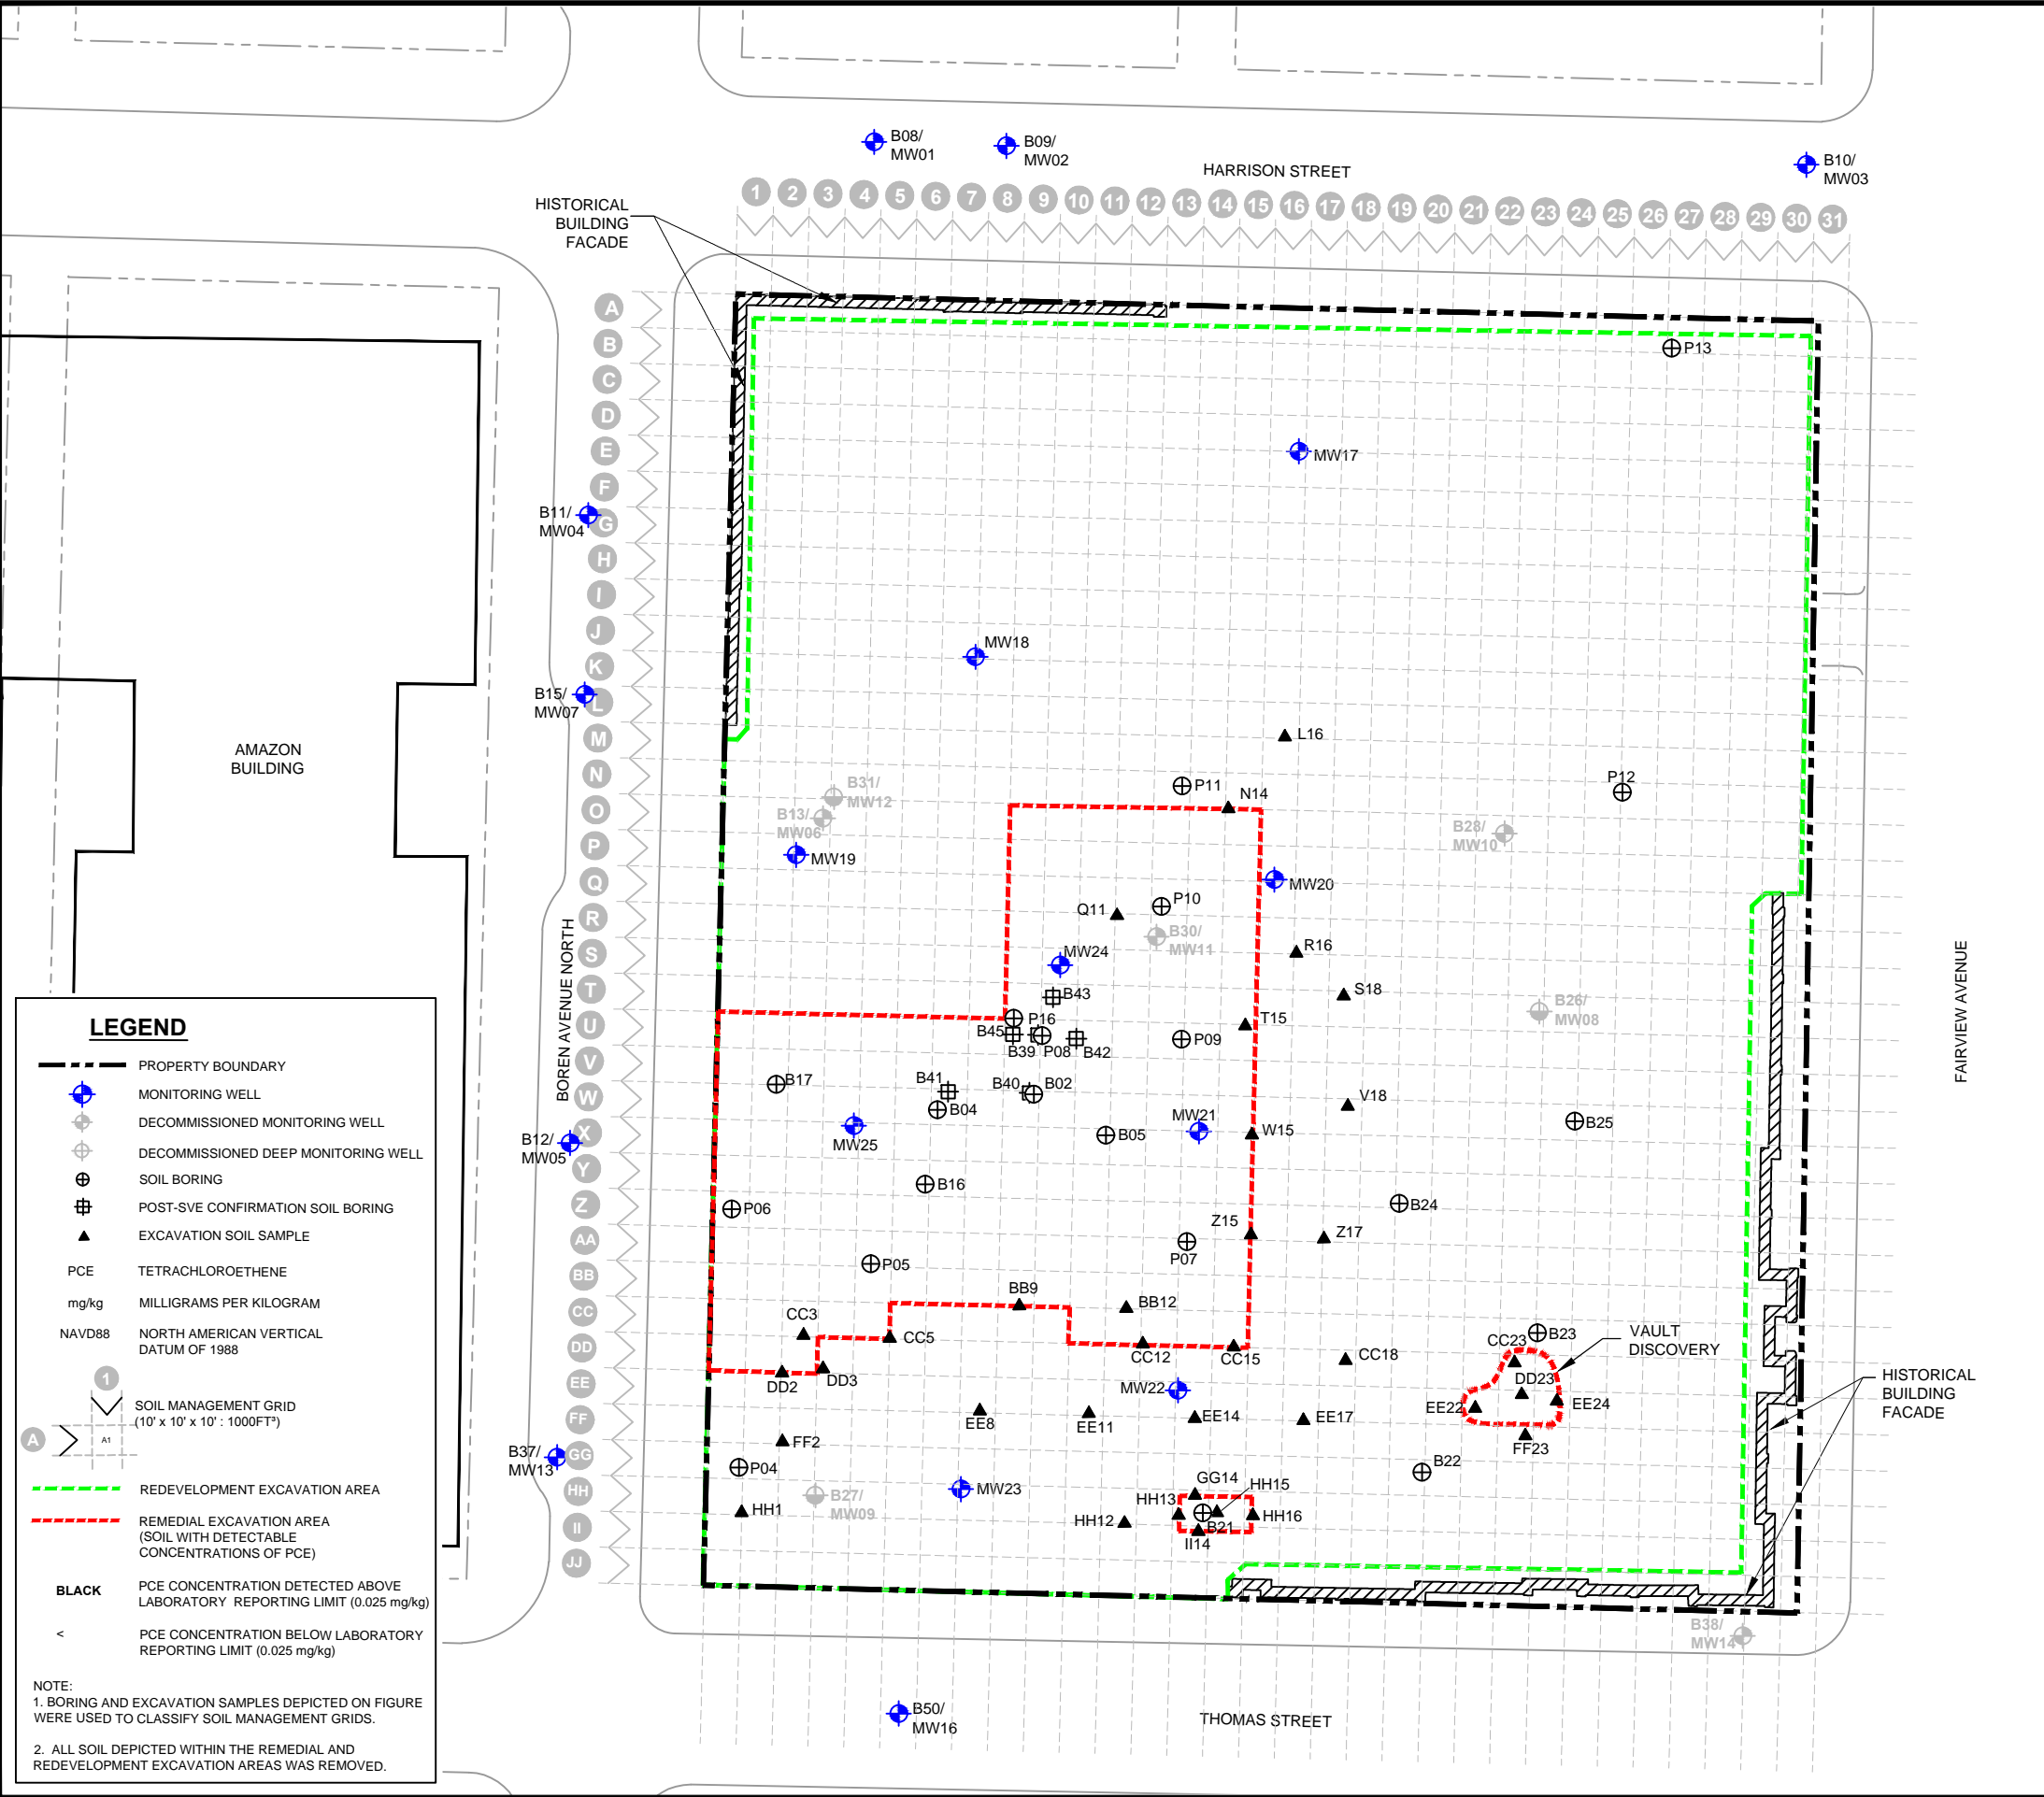 B08/
MW01
B09/
MW02
B10/
MW03
HARRISON STREET
1 2 3 4 5 6 7 8 9 10 11 12 13 14 15 16 17 18 19 20 21 22 23 24 25 26 27 28 29 30 31
HISTORICAL
BUILDING
FACADE
A
B
C
D
E
F
G
H
I
J
K
L
M
N
O
P
Q
R
S
T
U
V
W
X
Y
Z
AA
BB
CC
DD
EE
FF
GG
HH
II
JJ
P13
MW17
B11/
MW04
MW18
B15/
MW07
L16
AMAZON
BUILDING
P12
P11
N14
B31/
MW12
B13/
MW06
B28/
MW10
MW19
MW20
P10
Q11
B30/
MW11
R16
MW24
S18
B43
B26/
MW08
P16
T15
B45
B39
P08
B42
P09
BOREN AVENUE NORTH
FAIRVIEW AVENUE
B17
B41
B40
B02
B04
V18
MW21
W15
B25
B05
MW25
B12/
MW05
B16
P06
B24
Z15
Z17
P07
P05
BB9
BB12
CC3
CC5
B23
VAULT
DISCOVERY
CC23
CC12
CC15
CC18
DD2
DD3
DD23
MW22
EE22
EE24
EE8
EE11
EE14
EE17
HISTORICAL
BUILDING
FACADE
FF2
FF23
B37/
MW13
P04
B22
GG14
HH15
MW23
B27/
MW09
HH1
HH13
HH12
B21
HH16
II14
B38/
MW14
B50/
MW16
THOMAS STREET
LEGEND
PROPERTY BOUNDARY
MONITORING WELL
DECOMMISSIONED MONITORING WELL
DECOMMISSIONED DEEP MONITORING WELL
SOIL BORING
POST-SVE CONFIRMATION SOIL BORING
EXCAVATION SOIL SAMPLE
PCE TETRACHLOROETHENE
mg/kg MILLIGRAMS PER KILOGRAM
NAVD88 NORTH AMERICAN VERTICAL
DATUM OF 1988
1
SOIL MANAGEMENT GRID
(10' x 10' x 10' : 1000FT³)
A A1
REDEVELOPMENT EXCAVATION AREA
REMEDIAL EXCAVATION AREA
(SOIL WITH DETECTABLE
CONCENTRATIONS OF PCE)
BLACK PCE CONCENTRATION DETECTED ABOVE
LABORATORY REPORTING LIMIT (0.025 mg/kg)
< PCE CONCENTRATION BELOW LABORATORY
REPORTING LIMIT (0.025 mg/kg)
NOTE:
1. BORING AND EXCAVATION SAMPLES DEPICTED ON FIGURE
WERE USED TO CLASSIFY SOIL MANAGEMENT GRIDS.
2. ALL SOIL DEPICTED WITHIN THE REMEDIAL AND
REDEVELOPMENT EXCAVATION AREAS WAS REMOVED.